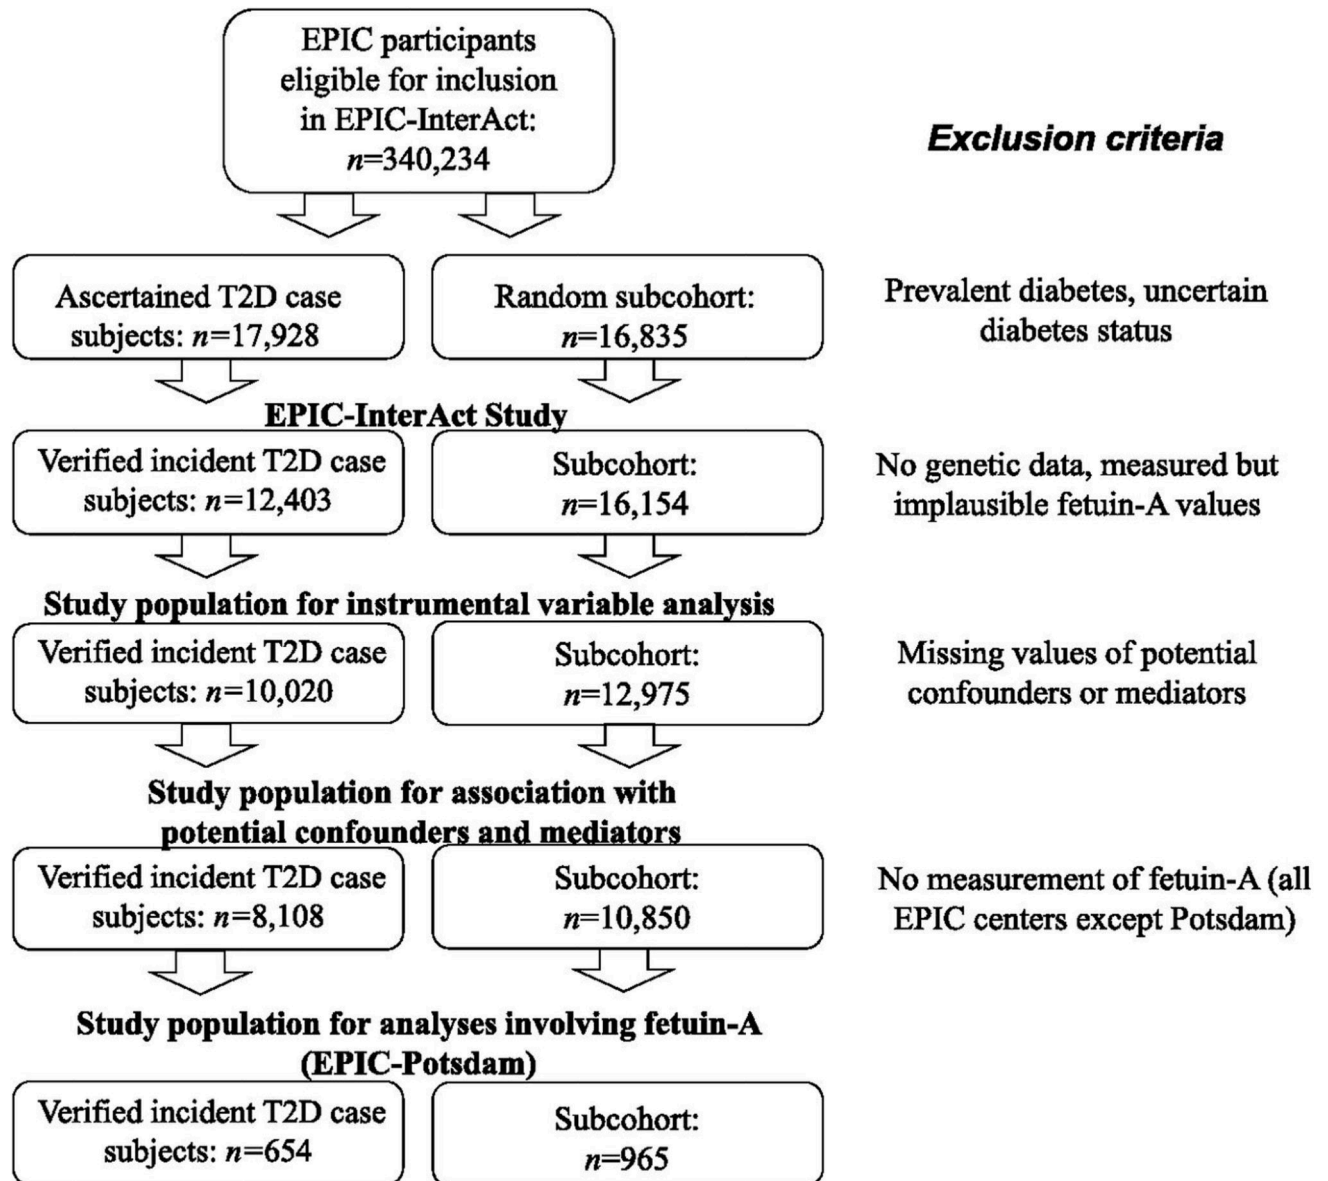 EPIC participants
eligible for inclusion
in EPIC-InterAct:
n=340,234
Exclusion criteria
Ascertained T2D case
subjects: n=17,928
Random subcohort:
n=16,835
Prevalent diabetes, uncertain
diabetes status
EPIC-InterAct Study
Verified incident T2D case
subjects: n=12,403
Subcohort:
n=16,154
No genetic data, measured but
implausible fetuin-A values
Study population for instrumental variable analysis
Verified incident T2D case
subjects: n=10,020
Subcohort:
n=12,975
Missing values of potential
confounders or mediators
Study population for association with
potential confounders and mediators
Verified incident T2D case
subjects: n=8,108
Subcohort:
n=10,850
No measurement of fetuin-A (all
EPIC centers except Potsdam)
Study population for analyses involving fetuin-A
(EPIC-Potsdam)
Verified incident T2D case
subjects: n=654
Subcohort:
n=965